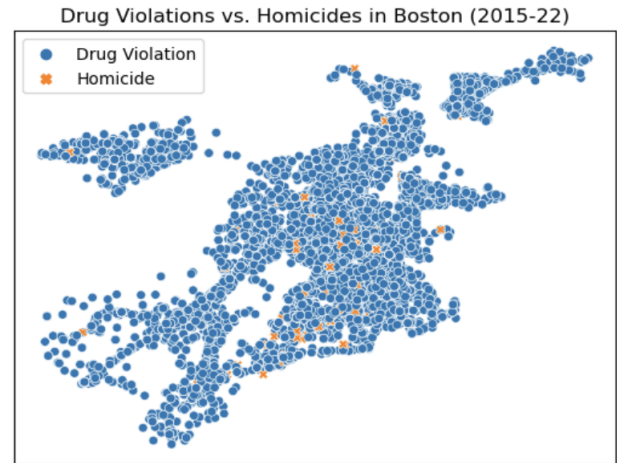 Drug Violations vs. Homicides in Boston (2015-22)
Drug Violation
Homicide